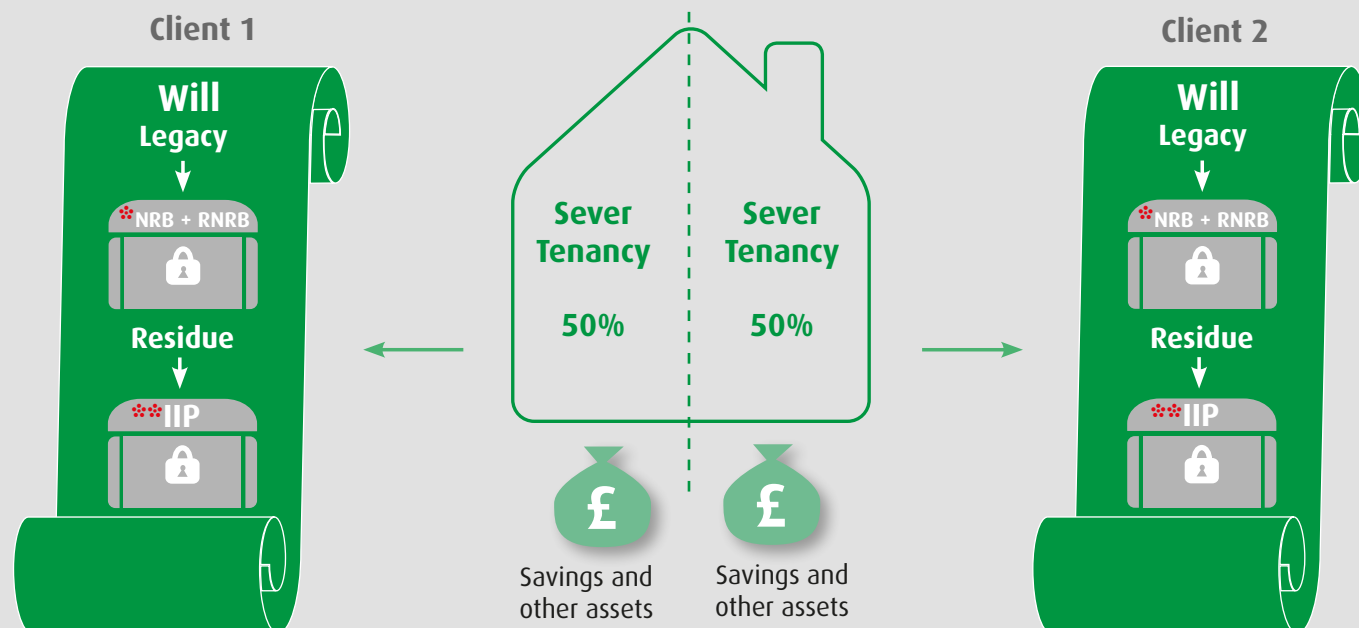 Client 1
Will
Legacy
**NRB + RNRB
Residue
**IIP
Sever
Tenancy
50%
Sever
Tenancy
50%
£
£
Savings and
other assets
Savings and
other assets
Client 2
Will
Legacy
*NRB + RNRB
Residue
**IIP